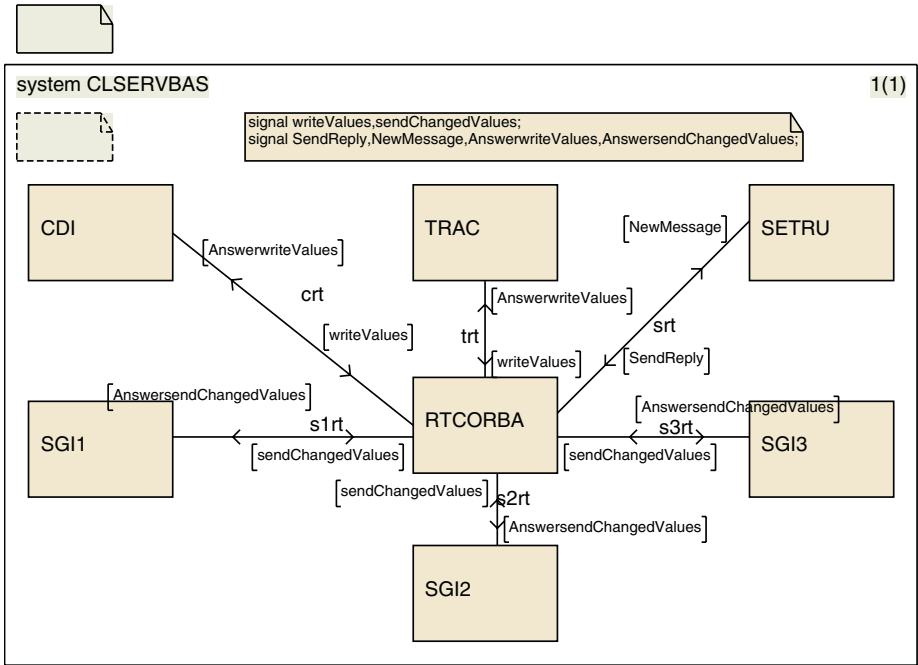 system CLSERVBAS
1(1)
signal writeValues,sendChangedValues;
signal SendReply,NewMessage,AnswerwriteValues,AnswersendChangedValues;
CDI
TRAC
SETRU
[NewMessage]
[AnswerwriteValues]
crt
[AnswerwriteValues]
srt
trt
[writeValues]
[writeValues]
[SendReply]
[AnswersendChangedValues]
[AnswersendChangedValues]
s1rt
RTCORBA
s3rt
SGI1
SGI3
[sendChangedValues]
[sendChangedValues]
[sendChangedValues]
s2rt
[AnswersendChangedValues]
SGI2